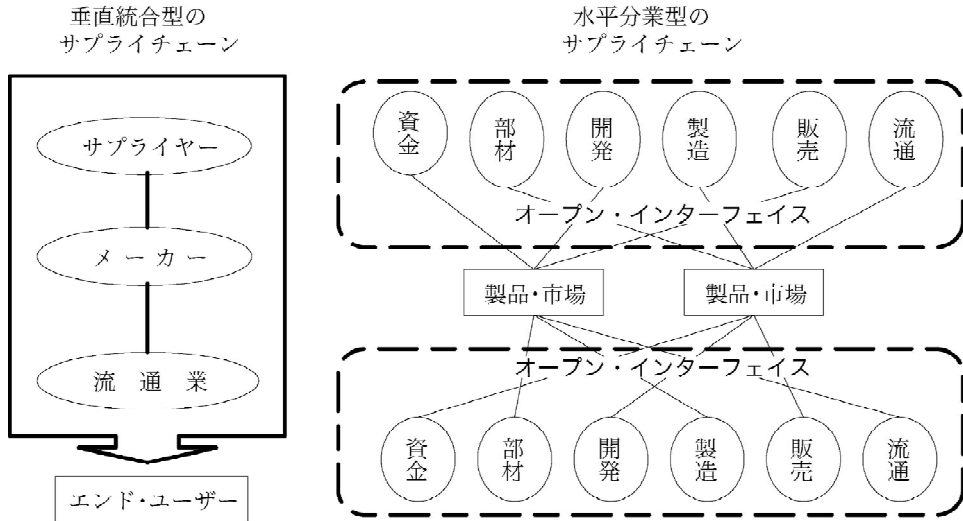 垂直統合型の
サプライチェーン
サプライヤー
メーカー
流通業
エンド・ユーザー
水平分業型の
サプライチェーン
資金
部材
開発
製造
販売
流通
オープン・インターフェイス
製品・市場
製品・市場
オープン・インターフェイス
資金
部材
開発
製造
販売
流通